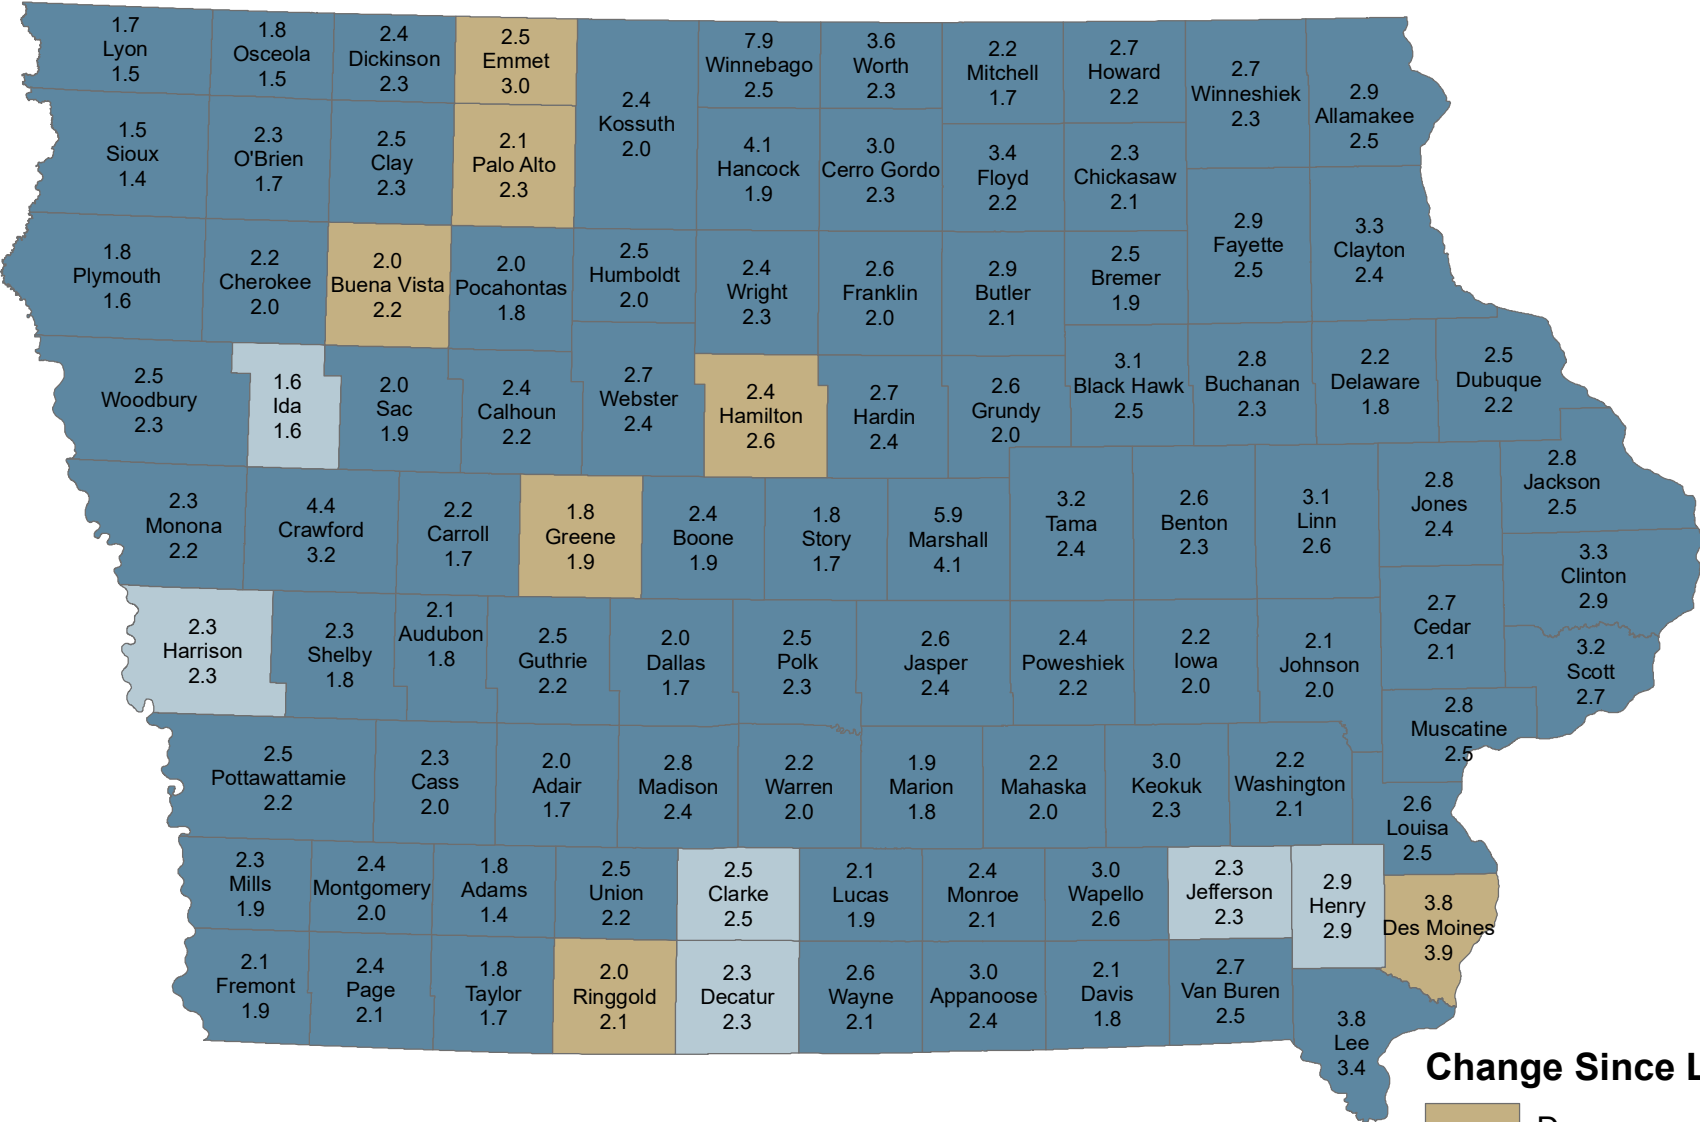 1.7
Lyon
1.5
1.8
Osceola
1.5
2.4
Dickinson
2.3
2.5
Emmet
3.0
2.4
Kossuth
2.0
7.9
Winnebago
2.5
3.6
Worth
2.3
2.2
Mitchell
1.7
2.7
Howard
2.2
2.7
Winneshiek
2.3
2.9
Allamakee
2.5
1.5
Sioux
1.4
2.3
O'Brien
1.7
2.5
Clay
2.3
2.1
Palo Alto
2.3
4.1
Hancock
1.9
3.0
Cerro Gordo
2.3
3.4
Floyd
2.2
2.3
Chickasaw
2.1
2.9
Fayette
2.5
3.3
Clayton
2.4
1.8
Plymouth
1.6
2.2
Cherokee
2.0
2.0
Buena Vista
2.2
2.0
Pocahontas
1.8
2.5
Humboldt
2.0
2.4
Wright
2.3
2.6
Franklin
2.0
2.9
Butler
2.1
2.5
Bremer
1.9
2.5
Woodbury
2.3
1.6
Ida
1.6
2.0
Sac
1.9
2.4
Calhoun
2.2
2.7
Webster
2.4
2.4
Hamilton
2.6
2.7
Hardin
2.4
2.6
Grundy
2.0
3.1
Black Hawk
2.5
2.8
Buchanan
2.3
2.2
Delaware
1.8
2.5
Dubuque
2.2
2.3
Monona
2.2
4.4
Crawford
3.2
2.2
Carroll
1.7
1.8
Greene
1.9
2.4
Boone
1.9
1.8
Story
1.7
5.9
Marshall
4.1
3.2
Tama
2.4
2.6
Benton
2.3
3.1
Linn
2.6
2.8
Jones
2.4
2.8
Jackson
2.5
3.3
Clinton
2.9
2.3
Harrison
2.3
2.3
Shelby
1.8
2.1
Audubon
1.8
2.5
Guthrie
2.2
2.0
Dallas
1.7
2.5
Polk
2.3
2.6
Jasper
2.4
2.4
Poweshiek
2.2
2.2
Iowa
2.0
2.1
Johnson
2.0
2.7
Cedar
2.1
3.2
Scott
2.7
2.8
Muscatine
2.5
2.5
Pottawattamie
2.2
2.3
Cass
2.0
2.0
Adair
1.7
2.8
Madison
2.4
2.2
Warren
2.0
1.9
Marion
1.8
2.2
Mahaska
2.0
3.0
Keokuk
2.3
2.2
Washington
2.1
2.6
Louisa
2.5
2.3
Mills
1.9
2.4
Montgomery
2.0
1.8
Adams
1.4
2.5
Union
2.2
2.5
Clarke
2.5
2.1
Lucas
1.9
2.4
Monroe
2.1
3.0
Wapello
2.6
2.3
Jefferson
2.3
2.9
Henry
2.9
3.8
Des Moines
3.9
2.1
Fremont
1.9
2.4
Page
2.1
1.8
Taylor
1.7
2.0
Ringgold
2.1
2.3
Decatur
2.3
2.6
Wayne
2.1
3.0
Appanoose
2.4
2.1
Davis
1.8
2.7
Van Buren
2.5
3.8
Lee
3.4
Change Since